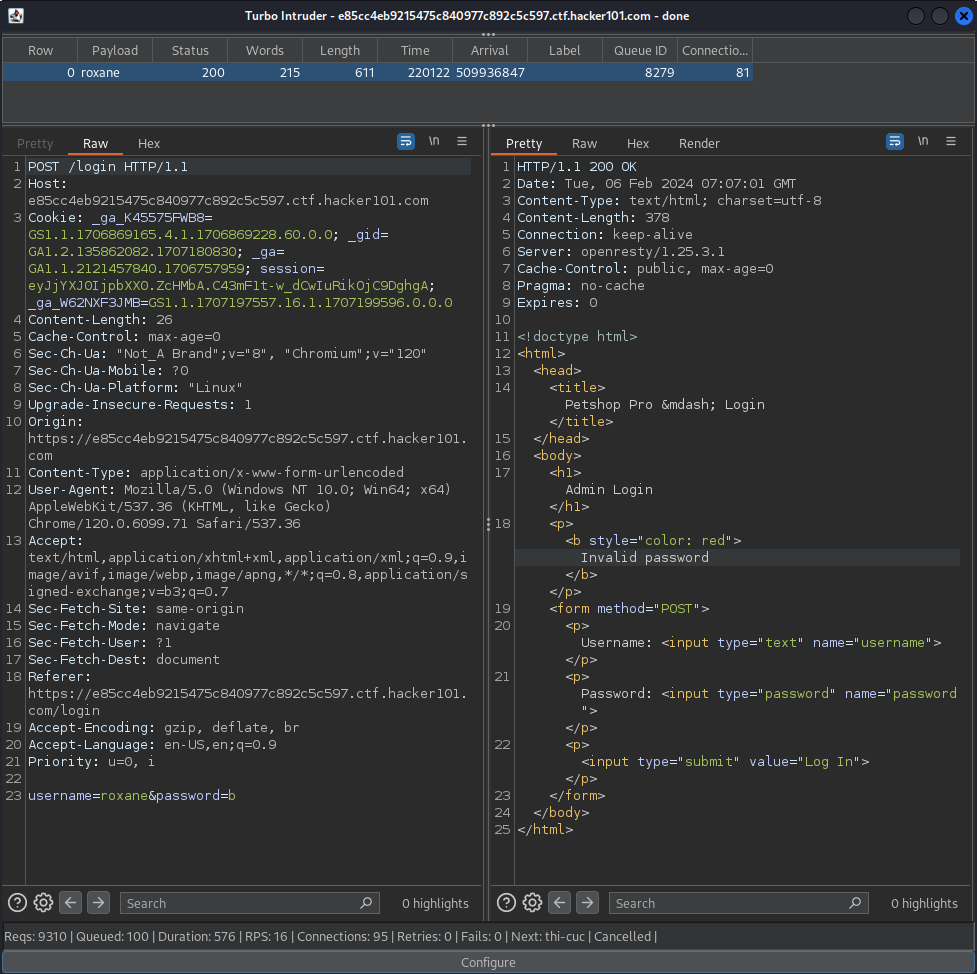 Turbo Intruder - e85cc4eb9215475c840977c892c5c597.ctf.hacker101.com - done
Row Payload Status Words Length Time Arrival Label Queue ID Connectio...
0 roxane 200 215 611 220122 509936847 8279 81
Pretty Raw Hex \n
1 POST /login HTTP/1.1
2 Host:
e85cc4eb9215475c840977c892c5c597.ctf.hacker101.com
3 Cookie: _ga_K45575FWB8=
GS1.1.1706869165.4.1.1706869228.60.0.0; _gid=
GA1.2.135862082.1707180830; _ga=
GA1.1.2121457840.1706757959; session=
eyJjYXJ0IjpbXX0.ZcHMbA.C43mF1t-w_dCwIuRikOjC9DghgA;
_ga_W62NXF3JMB=GS1.1.1707197557.16.1.1707199596.0.0.0
4 Content-Length: 26
5 Cache-Control: max-age=0
6 Sec-Ch-Ua: "Not_A Brand";v="8", "Chromium";v="120"
7 Sec-Ch-Ua-Mobile: ?0
8 Sec-Ch-Ua-Platform: "Linux"
9 Upgrade-Insecure-Requests: 1
10 Origin:
https://e85cc4eb9215475c840977c892c5c597.ctf.hacker101.
com
11 Content-Type: application/x-www-form-urlencoded
12 User-Agent: Mozilla/5.0 (Windows NT 10.0; Win64; x64)
AppleWebKit/537.36 (KHTML, like Gecko)
Chrome/120.0.6099.71 Safari/537.36
13 Accept:
text/html,application/xhtml+xml,application/xml;q=0.9,i
mage/avif,image/webp,image/apng,*/*;q=0.8,application/s
igned-exchange;v=b3;q=0.7
14 Sec-Fetch-Site: same-origin
15 Sec-Fetch-Mode: navigate
16 Sec-Fetch-User: ?1
17 Sec-Fetch-Dest: document
18 Referer:
https://e85cc4eb9215475c840977c892c5c597.ctf.hacker101.
com/login
19 Accept-Encoding: gzip, deflate, br
20 Accept-Language: en-US,en;q=0.9
21 Priority: u=0, i
22
23 username=roxane&password=b
Search 0 highlights
Pretty Raw Hex Render \n
1 HTTP/1.1 200 OK
2 Date: Tue, 06 Feb 2024 07:07:01 GMT
3 Content-Type: text/html; charset=utf-8
4 Content-Length: 378
5 Connection: keep-alive
6 Server: openresty/1.25.3.1
7 Cache-Control: public, max-age=0
8 Pragma: no-cache
9 Expires: 0
10
11 <!doctype html>
12 <html>
13 <head>
14 <title>
Petshop Pro &mdash; Login
</title>
15 </head>
16 <body>
17 <h1>
Admin Login
</h1>
18 <p>
<b style="color: red">
Invalid password
</b>
</p>
19 <form method="POST">
20 <p>
Username: <input type="text" name="username">
</p>
21 <p>
Password: <input type="password" name="password
">
</p>
22 <p>
<input type="submit" value="Log In">
</p>
23 </form>
24 </body>
25 </html>
Search 0 highlights
Reqs: 9310 | Queued: 100 | Duration: 576 | RPS: 16 | Connections: 95 | Retries: 0 | Fails: 0 | Next: thi-cuc | Cancelled |
Configure